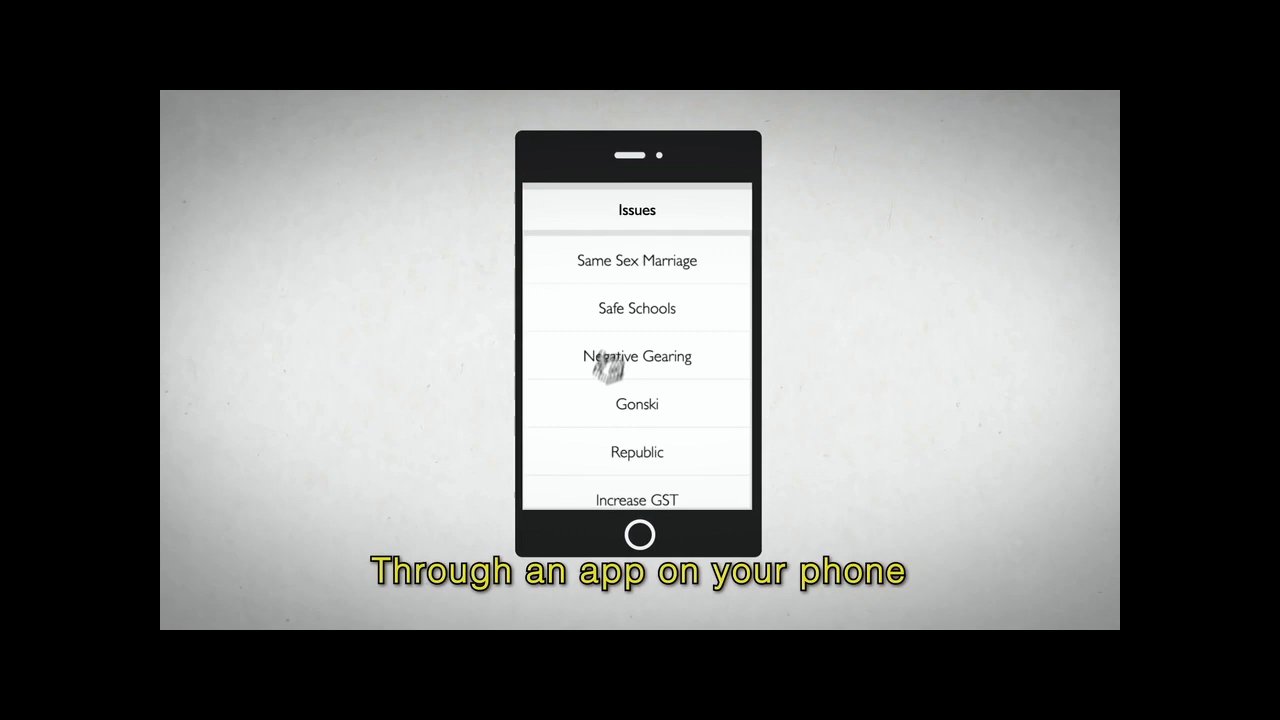 Issues
Same Sex Marriage
Safe Schools
Negative Gearing
Gonski
Republic
Increase GST
Through an app on your phone